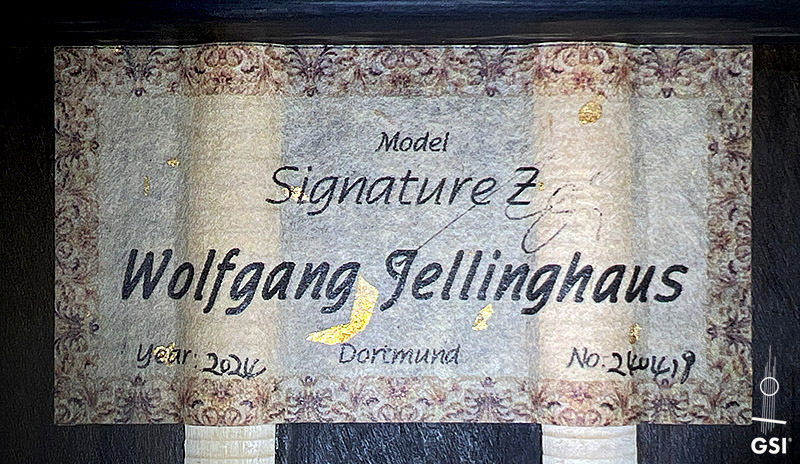 Model
Signature Z
Wolfgang Jellinghaus
Year: 2024 Dortmund No: 240419
GSI